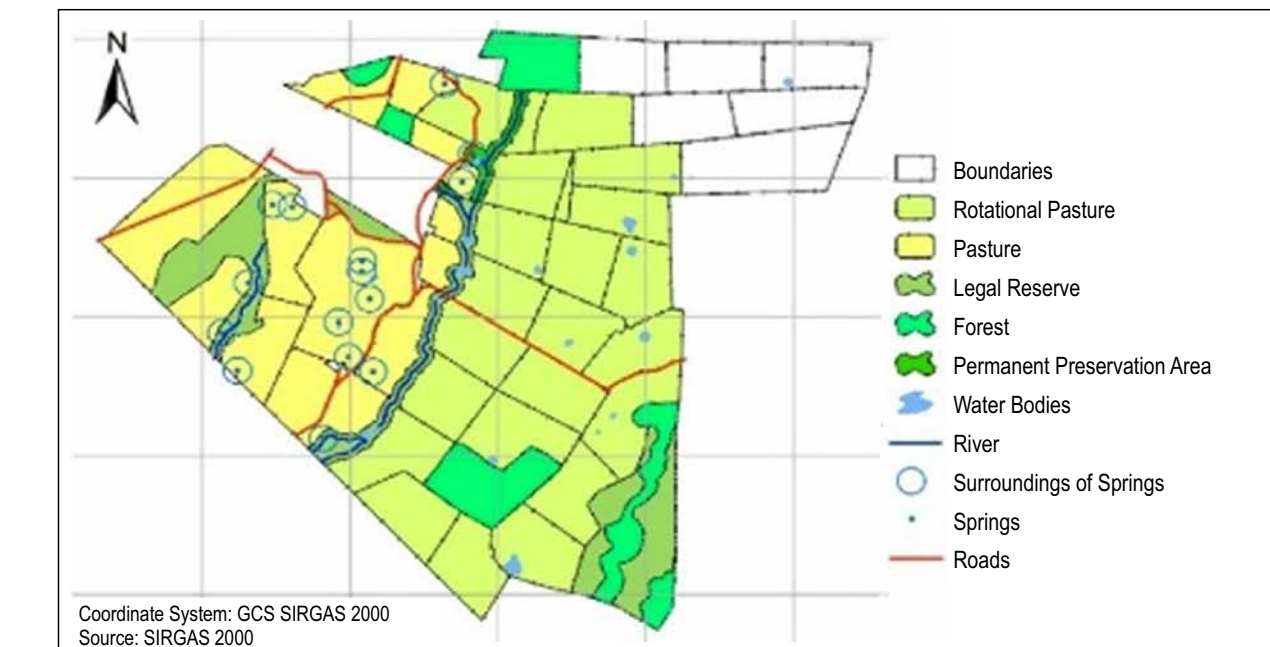 N
Boundaries
Rotational Pasture
Pasture
Legal Reserve
Forest
Permanent Preservation Area
Water Bodies
River
Surroundings of Springs
Springs
Roads
Coordinate System: GCS SIRGAS 2000
Source: SIRGAS 2000